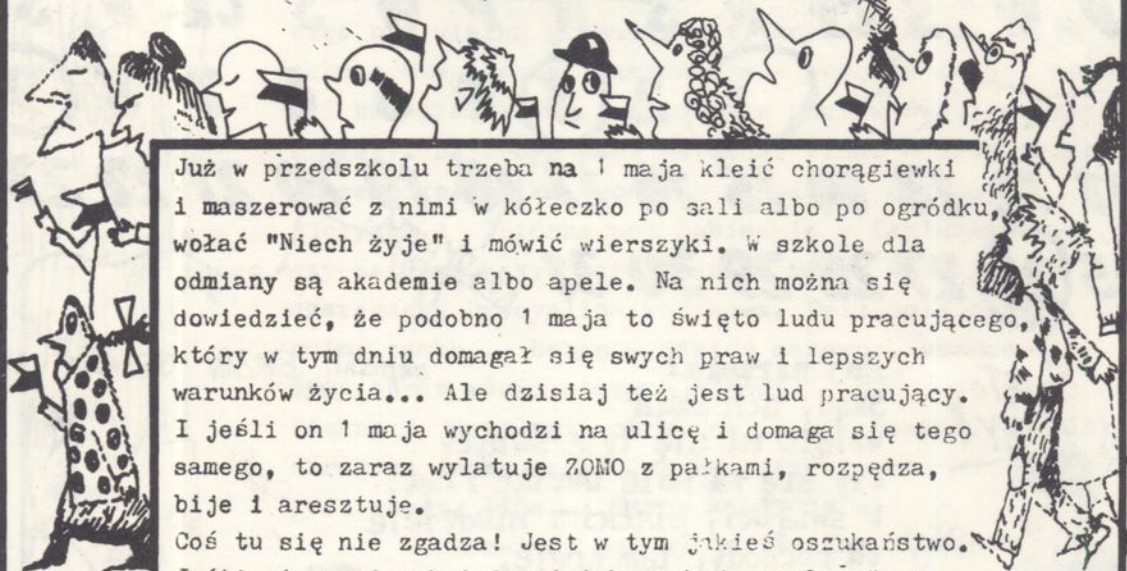 Już w przedszkolu trzeba na 1 maja kleić chorągiewki
i maszerować z nimi w kółeczko po sali albo po ogródku,
wołać "Niech żyje" i mówić wierszyki. W szkole dla
odmiany są akademie albo apele. Na nich można się
dowiedzieć, że podobno 1 maja to święto ludu pracującego,
który w tym dniu domagał się swych praw i lepszych
warunków życia... Ale dzisiaj też jest lud pracujący.
I jeśli on 1 maja wychodzi na ulicę i domaga się tego
samego, to zaraz wylatuje ZOMO z pałkami, rozpędza,
bije i aresztuje.
Coś tu się nie zgadza! Jest w tym jakieś oszukaństwo.